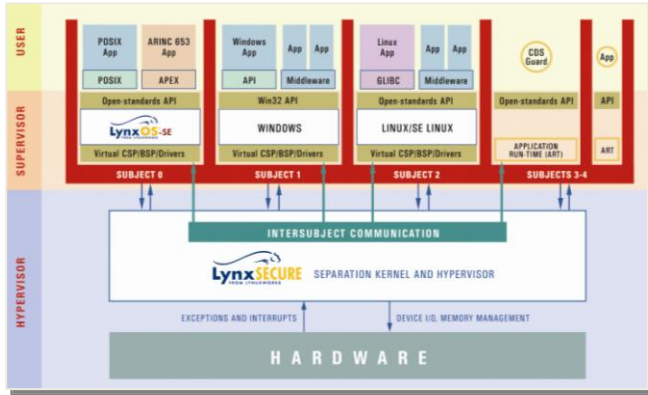 USER
POSIX
App
ARINC 653
App
Windows
App
App
App
Linux
App
App
App
CDS
Guard
App
POSIX
APEX
API
Middleware
GLIBC
Middleware
SUPERVISOR
Open-standards API
Win32 API
Open-standards API
Open-standards API
API
LynxOS-SE
FROM LYNUXWORKS
WINDOWS
LINUX/SE LINUX
Virtual CSP/BSP/Drivers
Virtual CSP/BSP/Drivers
Virtual CSP/BSP/Drivers
APPLICATION
RUN-TIME (ART)
ART
SUBJECT 0
SUBJECT 1
SUBJECT 2
SUBJECTS 3-4
HYPERVISOR
INTERSUBJECT COMMUNICATION
LynxSECURE
FROM LYNUXWORKS
SEPARATION KERNEL AND HYPERVISOR
EXCEPTIONS AND INTERRUPTS
DEVICE I/O, MEMORY MANAGEMENT
HARDWARE